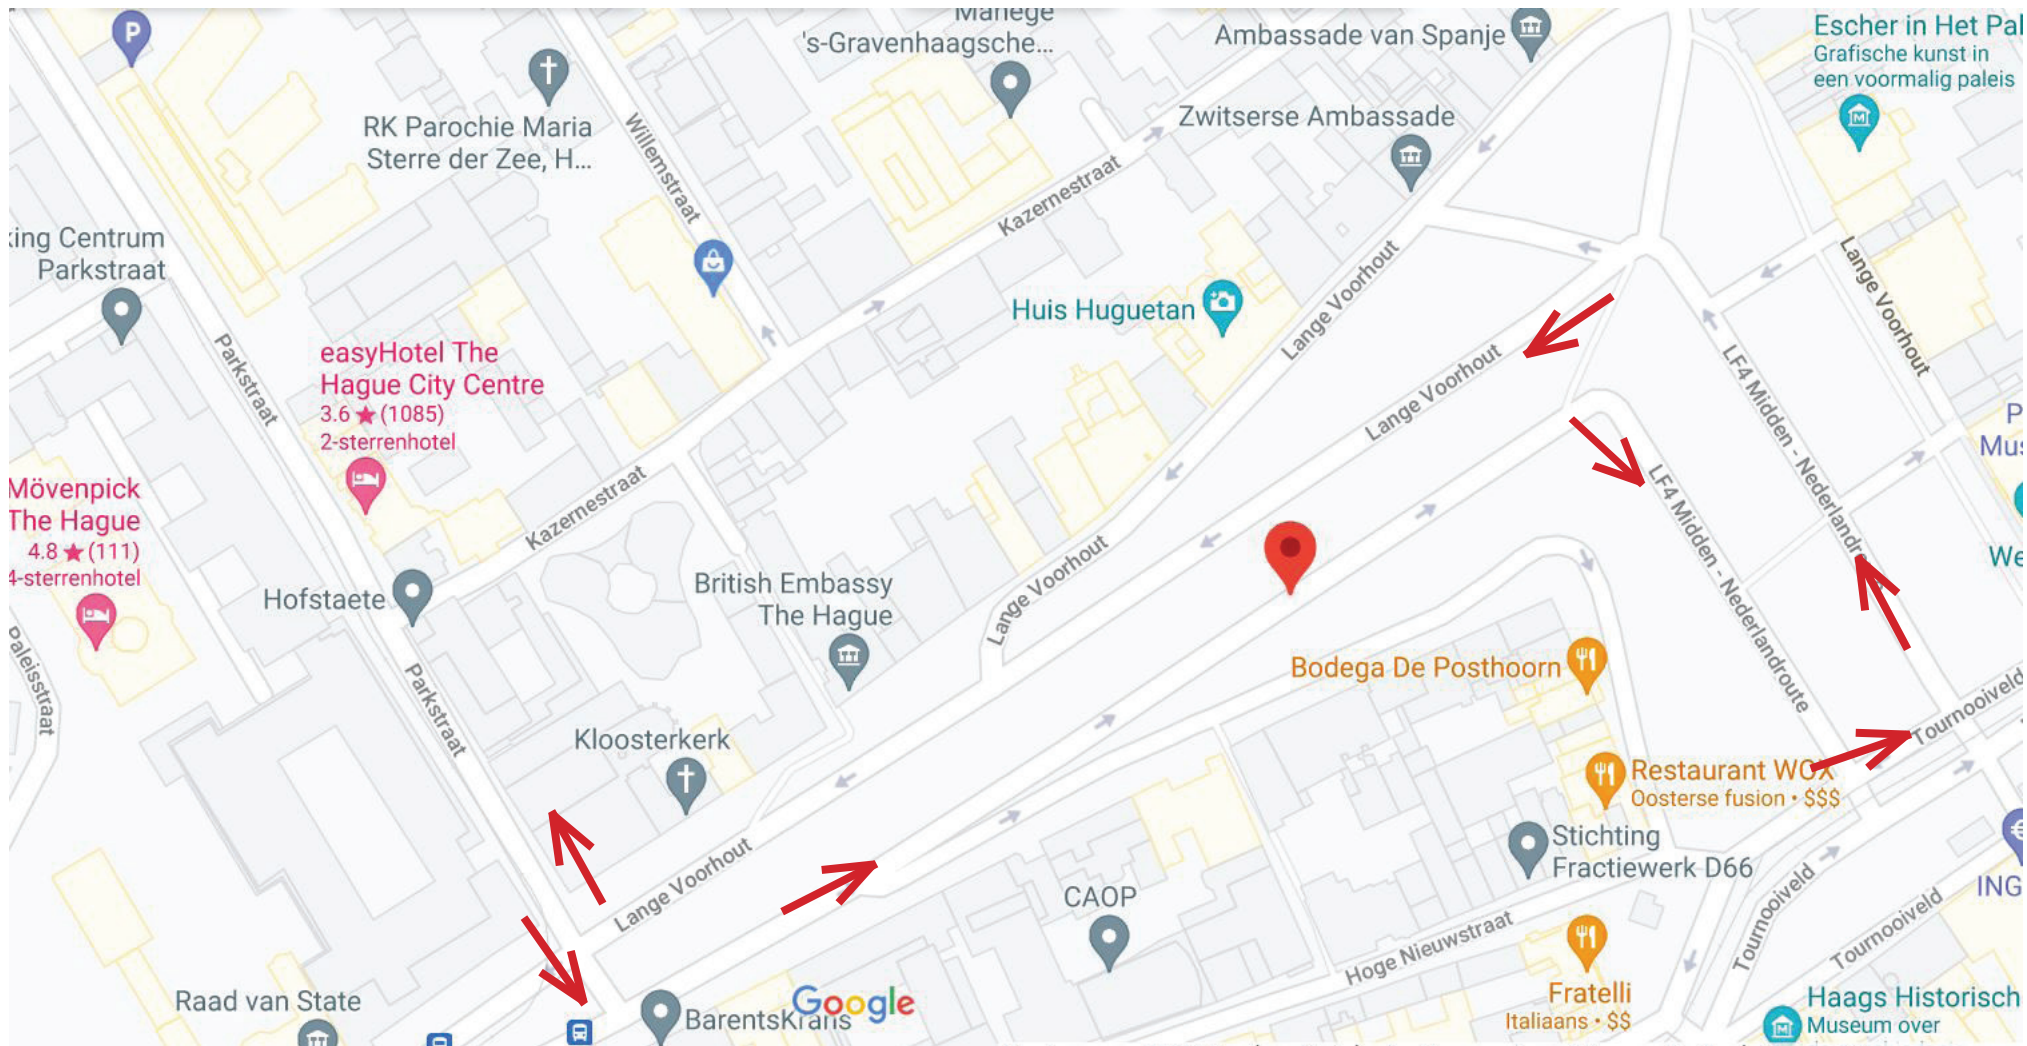 P
Manege
's-Gravenhaagsche...
Ambassade van Spanje
Escher in Het Pal
Grafische kunst in
een voormalig paleis
RK Parochie Maria
Sterre der Zee, H...
Willemstraat
Zwitserse Ambassade
Kazernestraat
king Centrum
Parkstraat
Lange Voorhout
Lange Voorhout
Huis Huguetan
Parkstraat
easyHotel The
Hague City Centre
3.6 ★ (1085)
2-sterrenhotel
Lange Voorhout
LF4 Midden - Nederlandro
P
Mus
Mövenpick
The Hague
4.8 ★ (111)
4-sterrenhotel
Kazernestraat
LF4 Midden - Nederlandroute
We
Hofstaete
British Embassy
The Hague
Lange Voorhout
Paleisstraat
Parkstraat
Bodega De Posthoorn
Tournooiveld
Kloosterkerk
Restaurant WOX
Oosterse fusion • $$$
Stichting
Fractiewerk D66
Lange Voorhout
CAOP
ING
Hoge Nieuwstraat
Tournooiveld
Tournooiveld
Raad van State
BarentsKrans
Google
Fratelli
Italiaans • $$
Haags Historisch
Museum over